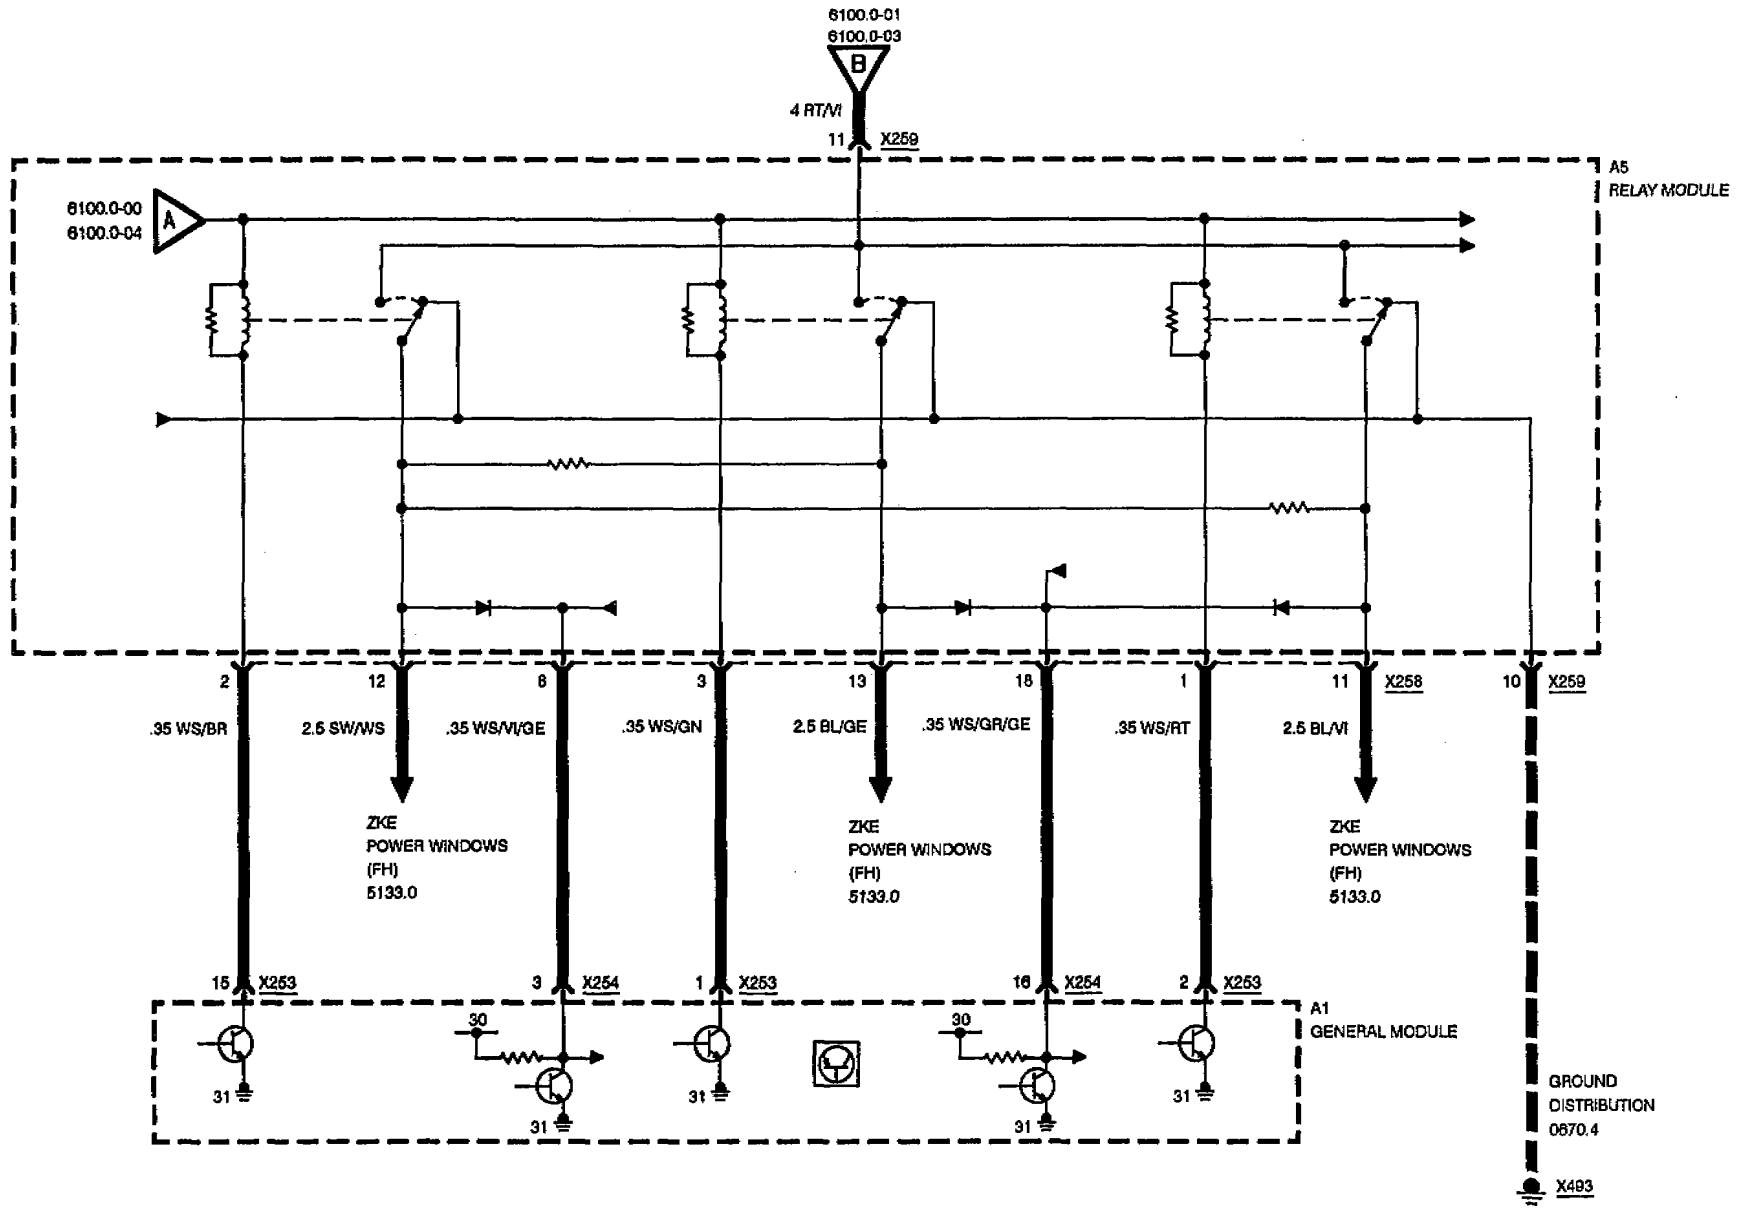 6100.0-01
6100.0-03
B
4 RT/VI
11 X259
A5
RELAY MODULE
6100.0-00
6100.0-04
A
2 12 6 3 13 18 1 11 X258 10 X259
.35 WS/BR 2.5 SW/WS .35 WS/VI/GE .35 WS/GN 2.5 BL/GE .35 WS/GR/GE .35 WS/RT 2.5 BL/VI
ZKE
POWER WINDOWS
(FH)
5133.0
ZKE
POWER WINDOWS
(FH)
5133.0
ZKE
POWER WINDOWS
(FH)
5133.0
15 X253 3 X254 1 X253 16 X254 2 X253
A1
GENERAL MODULE
30 30
31 31 31 31 31
GROUND
DISTRIBUTION
0670.4
X493